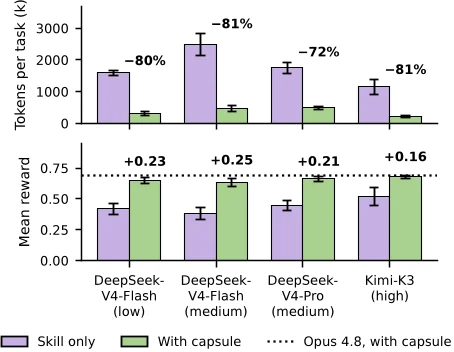 Tokens per task (k)
3000
2000
1000
0
−80%
−81%
−72%
−81%
Mean reward
0.75
0.50
0.25
0.00
+0.23
+0.25
+0.21
+0.16
DeepSeek-
V4-Flash
(low)
DeepSeek-
V4-Flash
(medium)
DeepSeek-
V4-Pro
(medium)
Kimi-K3
(high)
Skill only
With capsule
Opus 4.8, with capsule